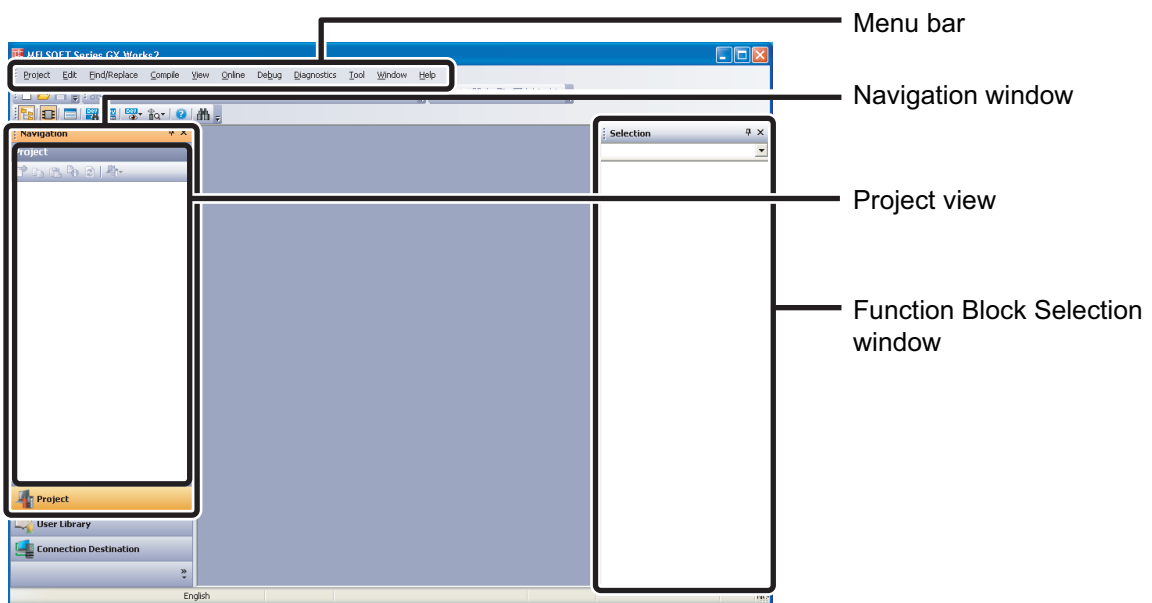 Menu bar
MELSOFT Series GX Works2
Project Edit Find/Replace Compile View Online Debug Diagnostics Tool Window Help
Navigation window
Navigation
Selection
Project
Project view
Function Block Selection
window
Project
User Library
Connection Destination
English